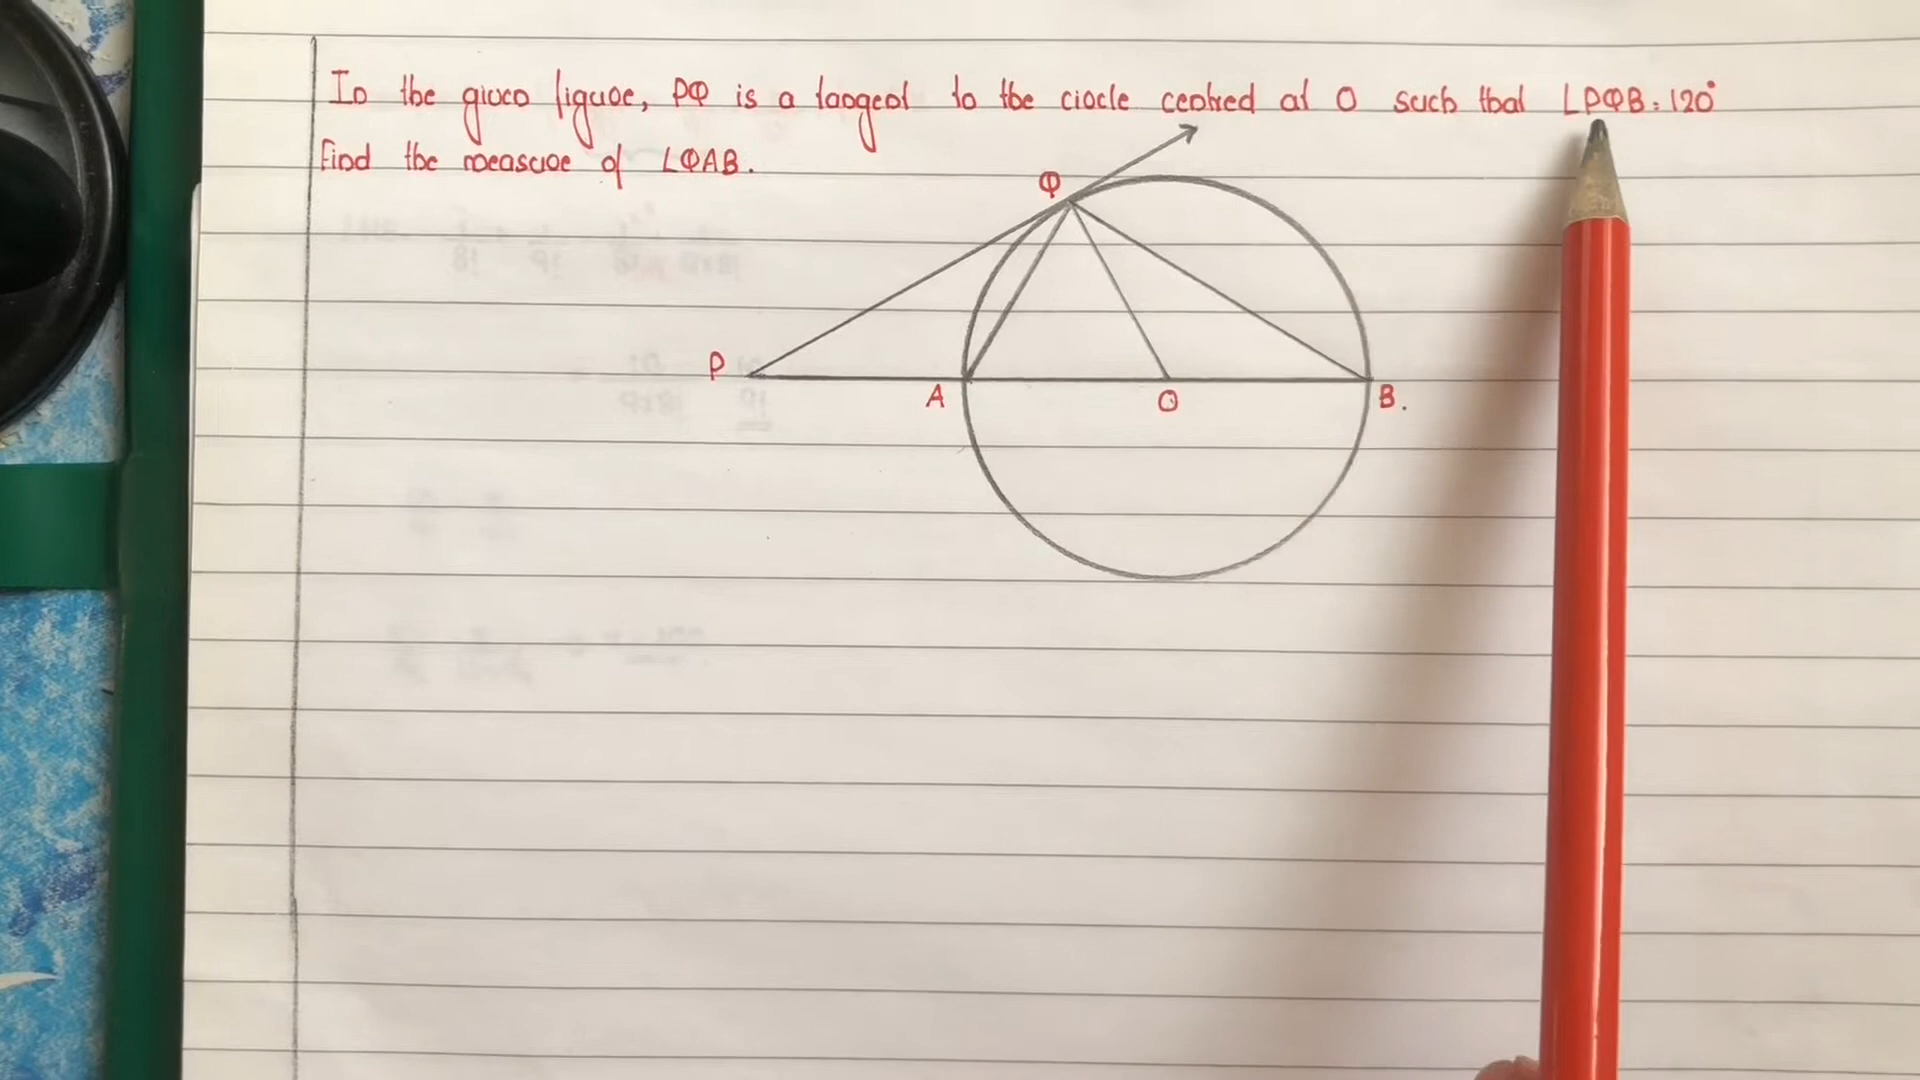 In the given figure, PQ is a tangent to the circle centred at O such that ∠PQB = 120°
Find the measure of ∠QAB.
Q
P
A
O
B.